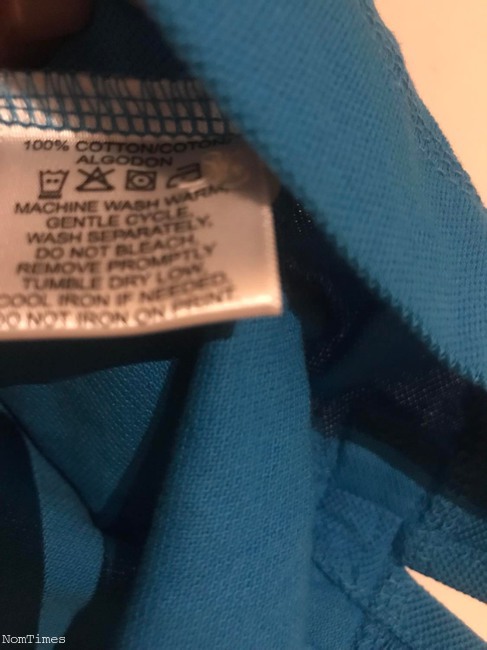 100% COTTON/COTON
ALGODON
MACHINE WASH WARM,
GENTLE CYCLE.
WASH SEPARATELY.
DO NOT BLEACH.
REMOVE PROMPTLY
TUMBLE DRY LOW.
COOL IRON IF NEEDED.
DO NOT IRON ON PRINT
NomTimes